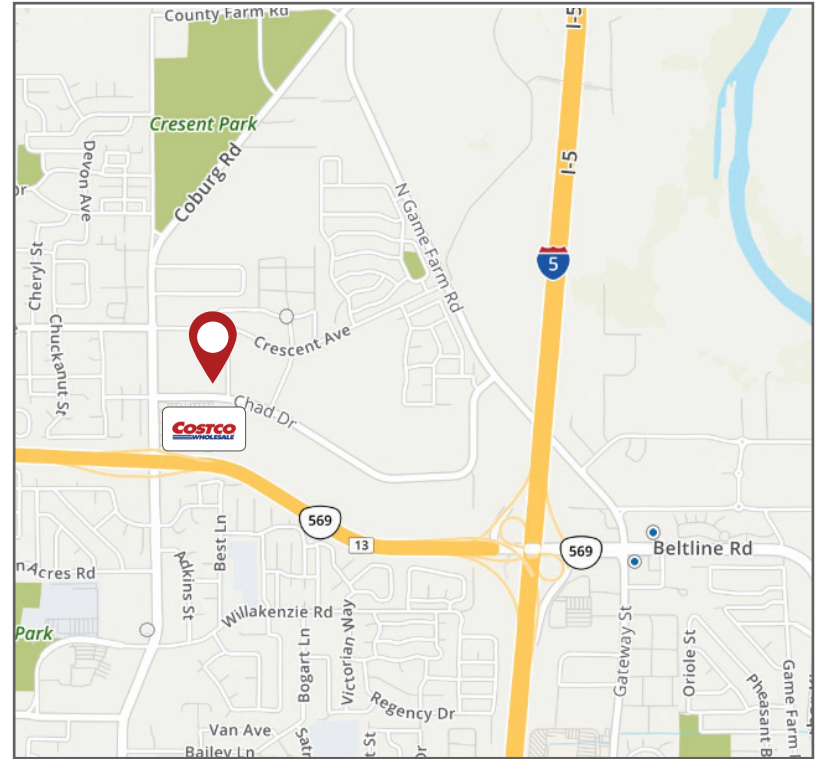 County Farm Rd
I-5
Cresent Park
Devon Ave
Coburg Rd
I-5
N Game Farm Rd
Cheryl St
5
Chuckanut St
Crescent Ave
Chad Dr
COSTCO
WHOLESALE
569
13
569
Beltline Rd
Best Ln
Acres Rd
Adkins St
Willakenzie Rd
Park
Bogart Ln
Victorian Way
Gateway St
Oriole St
Regency Dr
Pheasant
Game Farm
Van Ave
Bailey Ln